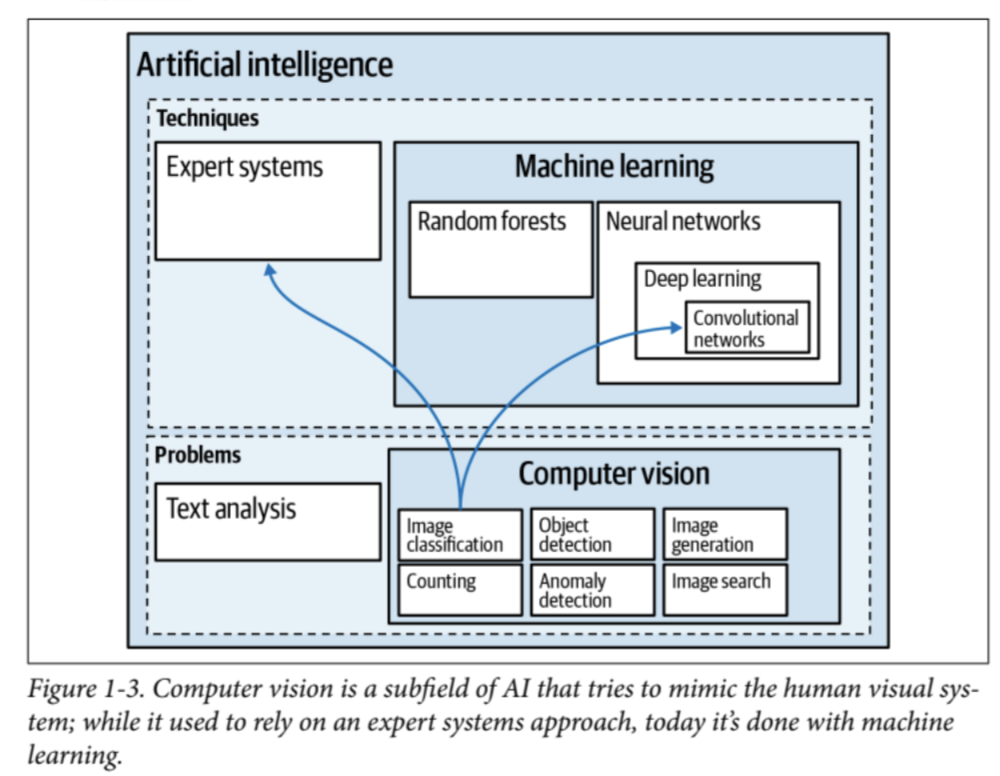 Artificial intelligence
Techniques
Expert systems
Machine learning
Random forests
Neural networks
Deep learning
Convolutional
networks
Problems
Text analysis
Computer vision
Image
classification
Object
detection
Image
generation
Counting
Anomaly
detection
Image search
Figure 1-3. Computer vision is a subfield of AI that tries to mimic the human visual sys-
tem; while it used to rely on an expert systems approach, today it’s done with machine
learning.